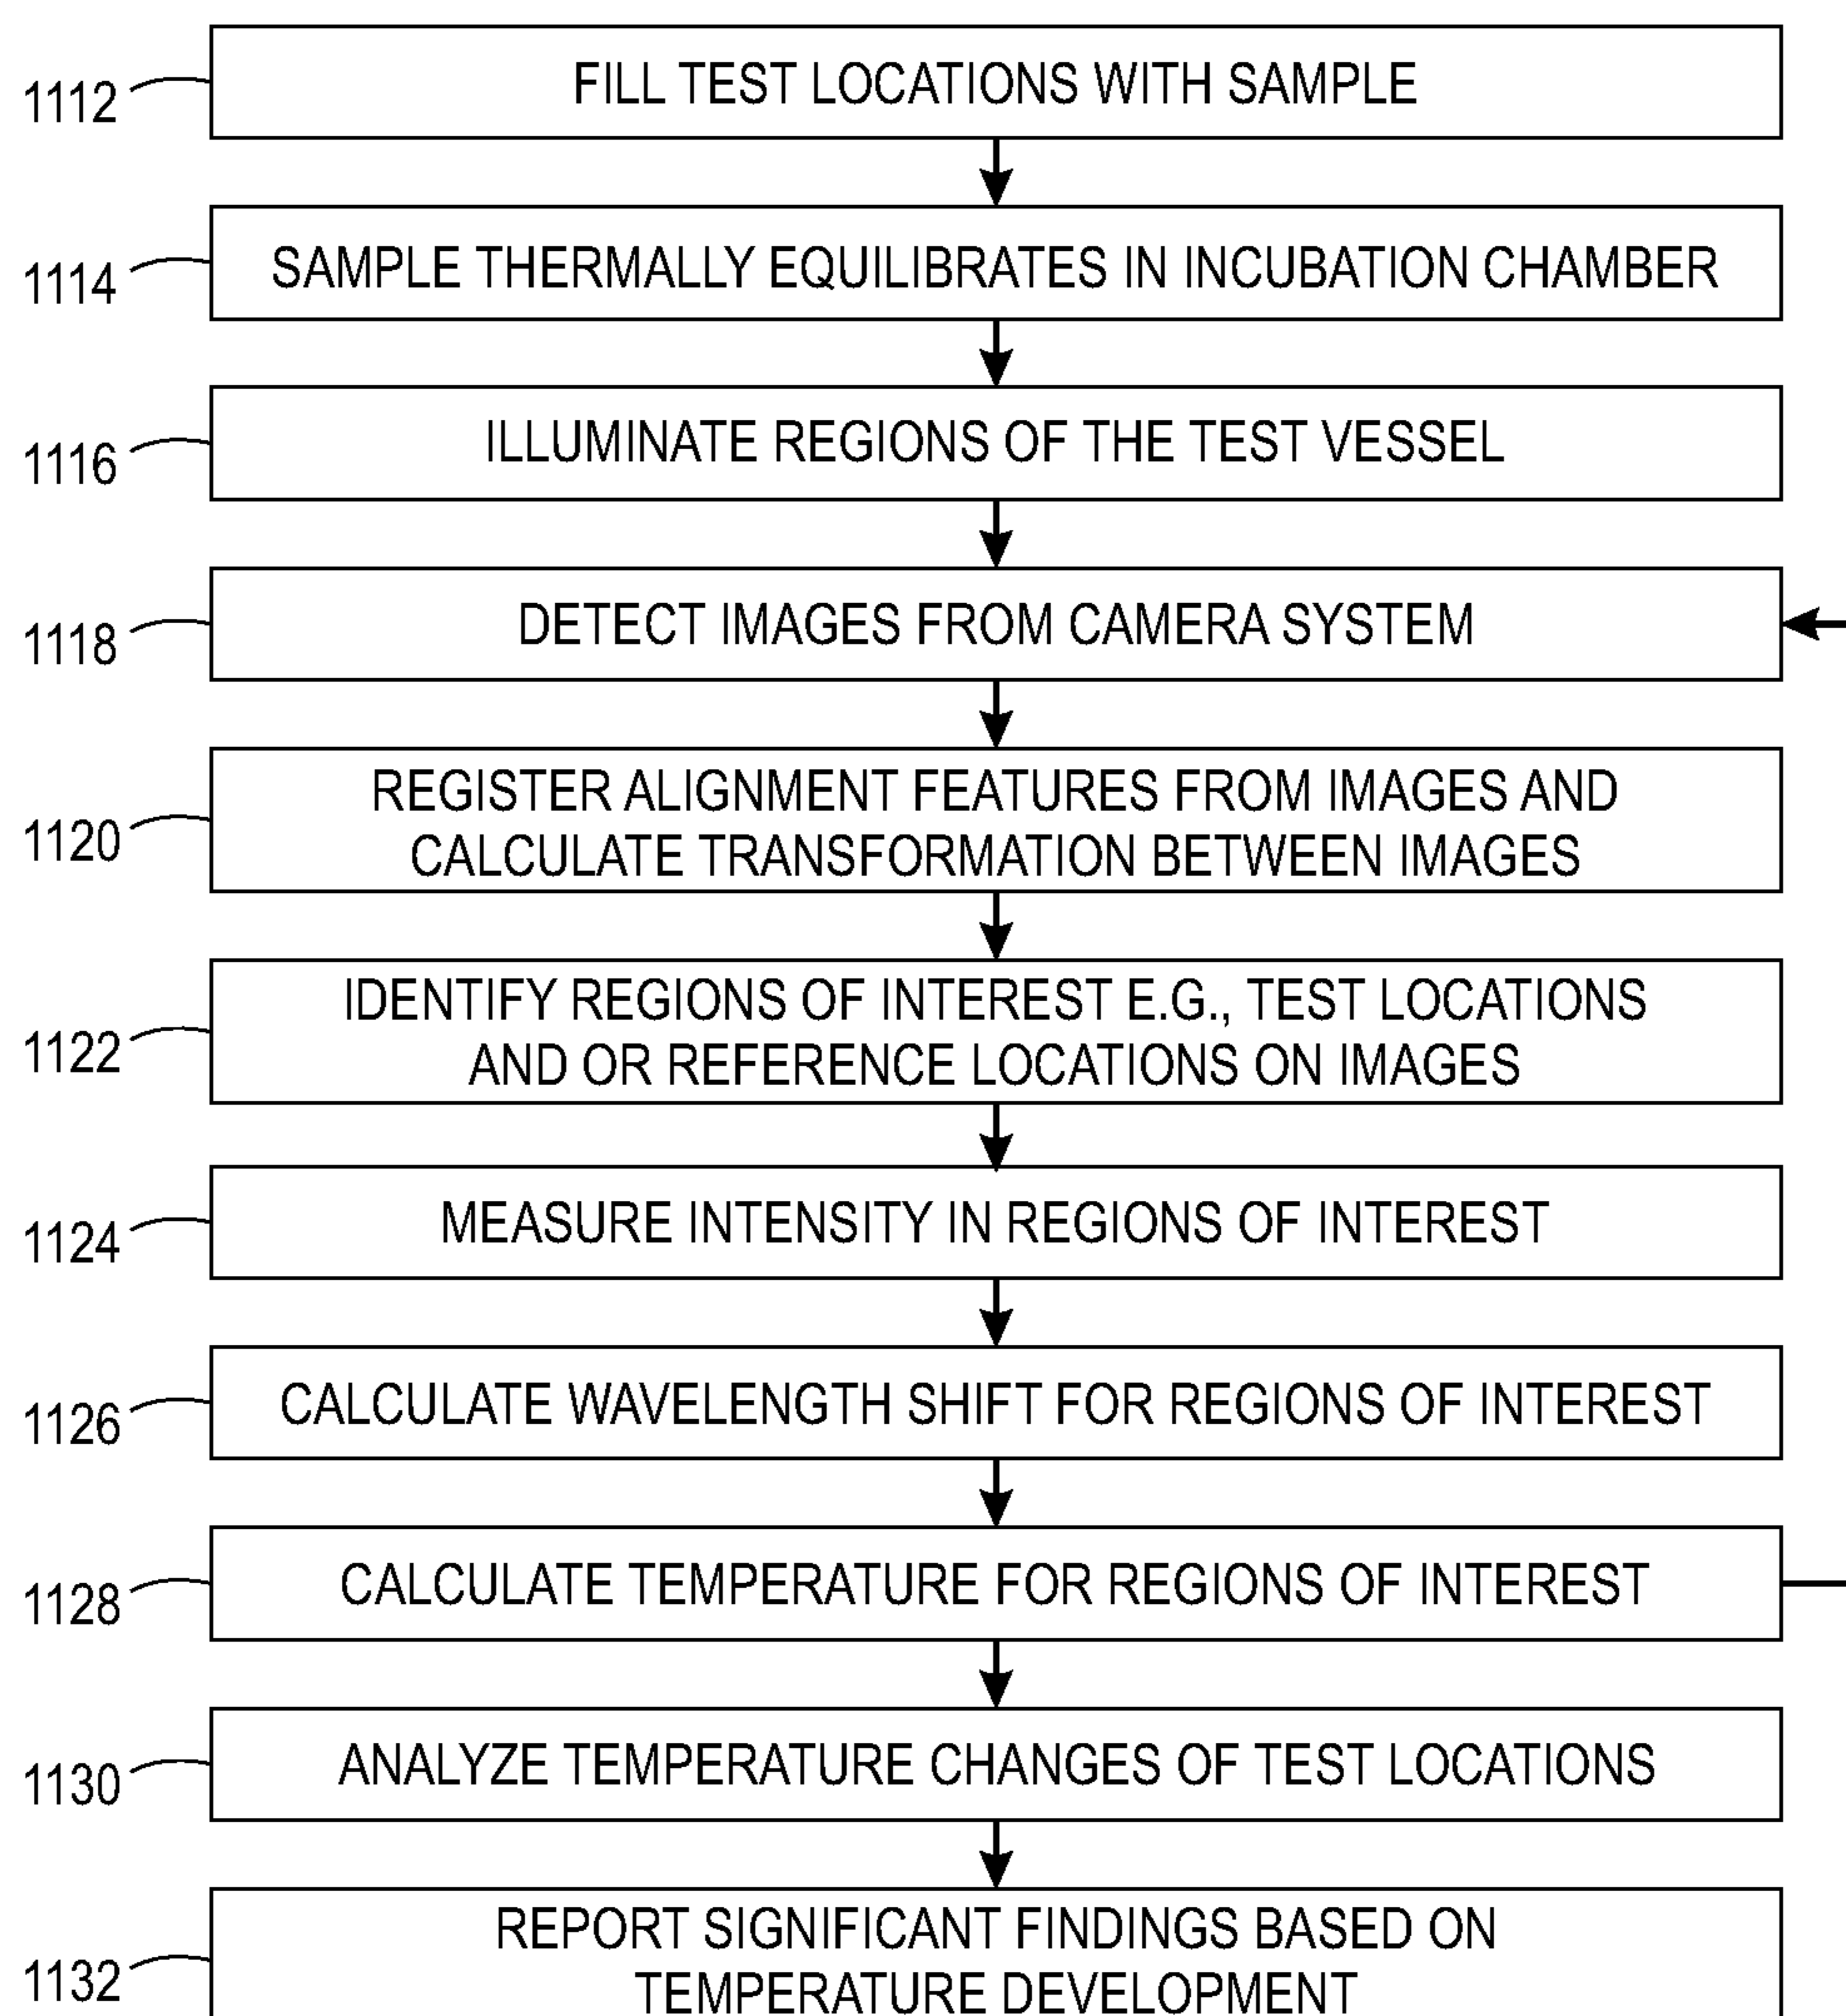 1112
FILL TEST LOCATIONS WITH SAMPLE
1114
SAMPLE THERMALLY EQUILIBRATES IN INCUBATION CHAMBER
1116
ILLUMINATE REGIONS OF THE TEST VESSEL
1118
DETECT IMAGES FROM CAMERA SYSTEM
1120
REGISTER ALIGNMENT FEATURES FROM IMAGES AND
CALCULATE TRANSFORMATION BETWEEN IMAGES
1122
IDENTIFY REGIONS OF INTEREST E.G., TEST LOCATIONS
AND OR REFERENCE LOCATIONS ON IMAGES
1124
MEASURE INTENSITY IN REGIONS OF INTEREST
1126
CALCULATE WAVELENGTH SHIFT FOR REGIONS OF INTEREST
1128
CALCULATE TEMPERATURE FOR REGIONS OF INTEREST
1130
ANALYZE TEMPERATURE CHANGES OF TEST LOCATIONS
1132
REPORT SIGNIFICANT FINDINGS BASED ON
TEMPERATURE DEVELOPMENT